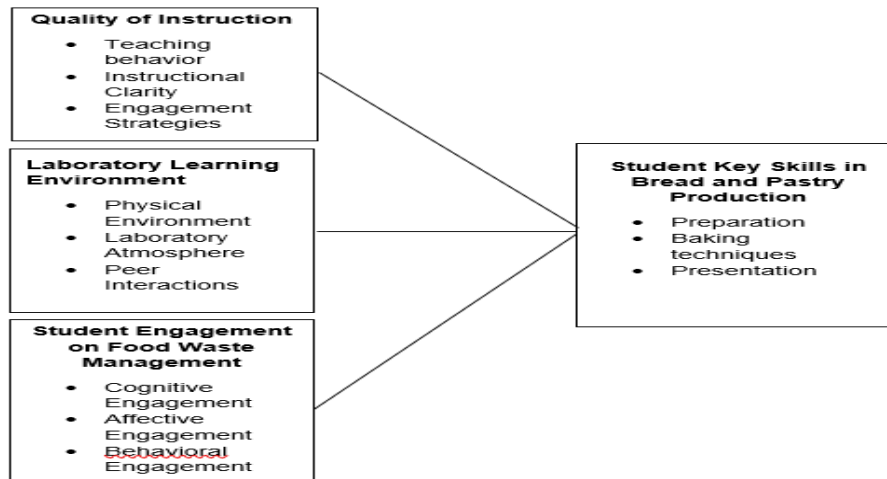 Quality of Instruction
• Teaching
behavior
• Instructional
Clarity
• Engagement
Strategies
Laboratory Learning
Environment
• Physical
Environment
• Laboratory
Atmosphere
• Peer
Interactions
Student Engagement
on Food Waste
Management
• Cognitive
Engagement
• Affective
Engagement
• Behavioral
Engagement
Student Key Skills in
Bread and Pastry
Production
• Preparation
• Baking
techniques
• Presentation